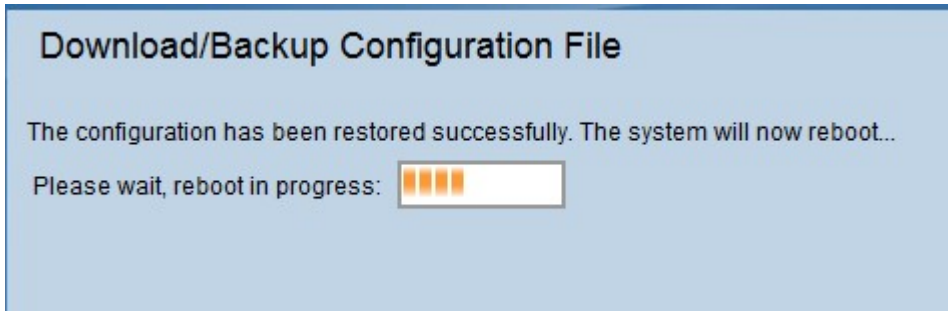 Download/Backup Configuration File
The configuration has been restored successfully. The system will now reboot...
Please wait, reboot in progress: